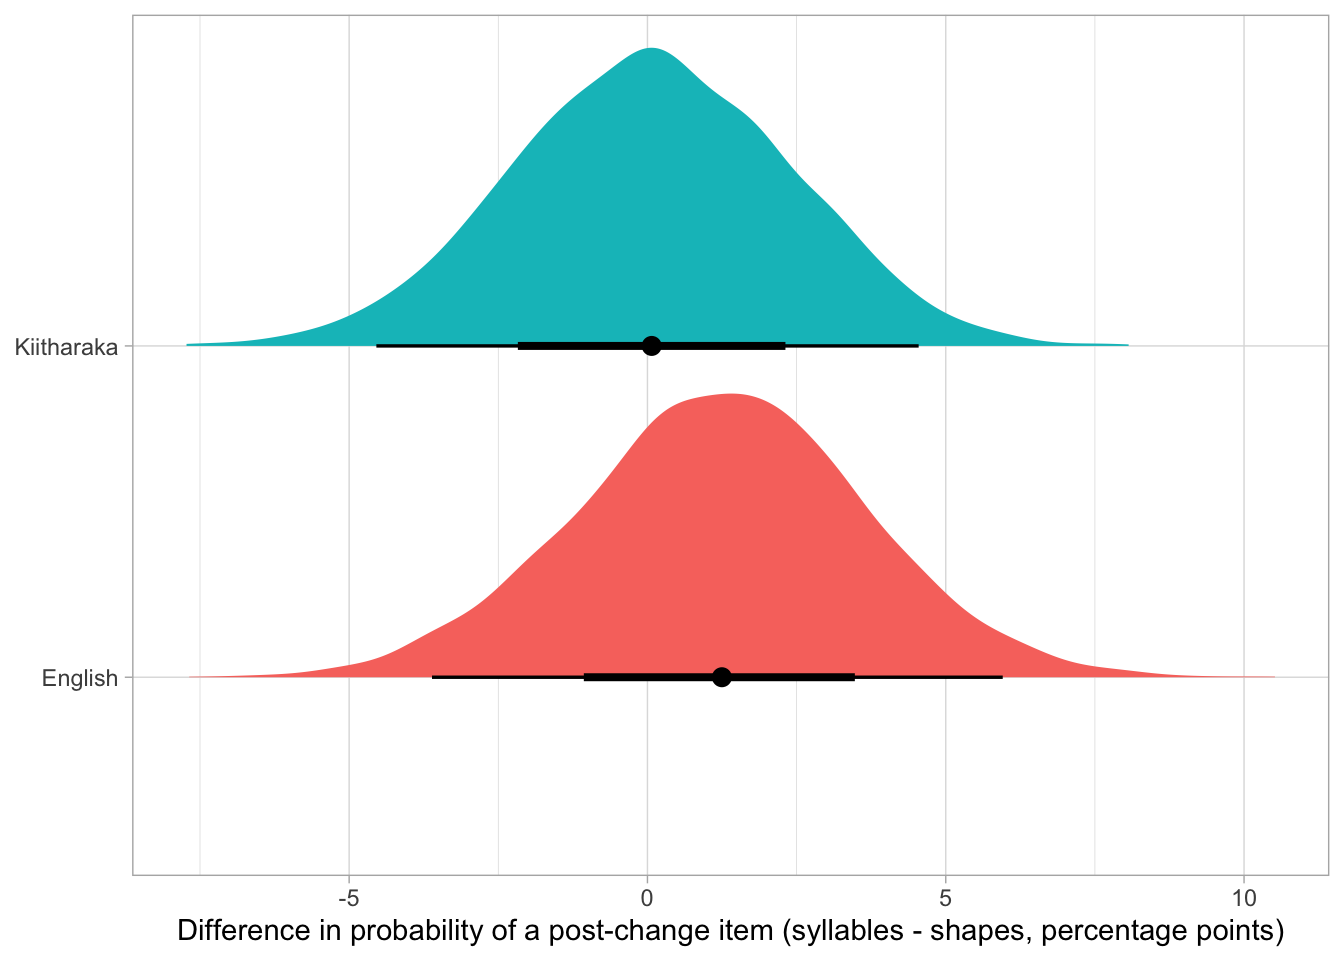 Kiitharaka
English
-5 0 5 10
Difference in probability of a post-change item (syllables - shapes, percentage points)